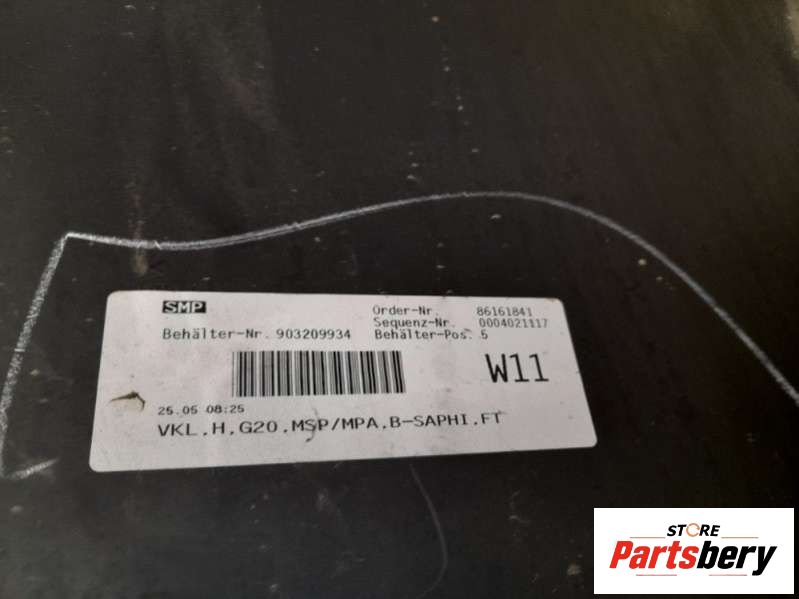 SMP
Order-Nr. 86161841
Sequenz-Nr. 0004021117
Behälter-Nr. 903209934 Behälter-Pos. 5
W11
25.05 08:25
VKL.H.G20.MSP/MPA.B-SAPHI.FT
STORE
Partsbery